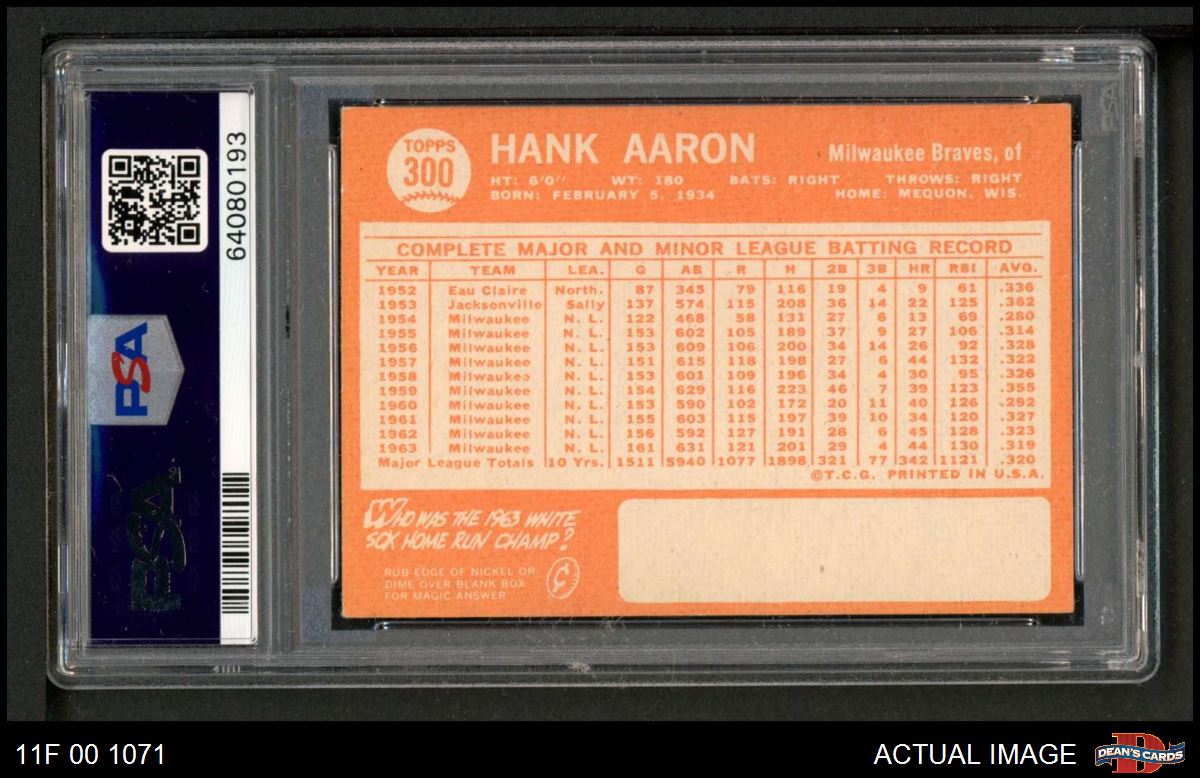 64080193
PSA
PSA
TOPPS
300
HANK AARON
Milwaukee Braves, of
HT: 6'0" WT: 180 BATS: RIGHT THROWS: RIGHT
BORN: FEBRUARY 5, 1934 HOME: MEQUON, WIS.
COMPLETE MAJOR AND MINOR LEAGUE BATTING RECORD
YEAR TEAM LEA. G AB R H 2B 3B HR RBI AVG.
1952 Eau Claire North. 87 345 79 116 19 4 9 61 .336
1953 Jacksonville Sally 137 574 115 208 36 14 22 125 .362
1954 Milwaukee N. L. 122 468 58 131 27 6 13 69 .280
1955 Milwaukee N. L. 153 602 105 189 37 9 27 106 .314
1956 Milwaukee N. L. 153 609 106 200 34 14 26 92 .328
1957 Milwaukee N. L. 151 615 118 198 27 6 44 132 .322
1958 Milwaukee N. L. 153 601 109 196 34 4 30 95 .326
1959 Milwaukee N. L. 154 629 116 223 46 7 39 123 .355
1960 Milwaukee N. L. 153 590 102 172 20 11 40 126 .292
1961 Milwaukee N. L. 155 603 115 197 39 10 34 120 .327
1962 Milwaukee N. L. 156 592 127 191 28 6 45 128 .323
1963 Milwaukee N. L. 161 631 121 201 29 4 44 130 .319
Major League Totals 10 Yrs. 1511 5940 1077 1898 321 77 342 1121 .320
©T.C.G. PRINTED IN U.S.A.
WHO WAS THE 1963 WHITE
SOX HOME RUN CHAMP?
RUB EDGE OF NICKEL OR
DIME OVER BLANK BOX
FOR MAGIC ANSWER
11F 00 1071
ACTUAL IMAGE
DEAN'S CARDS